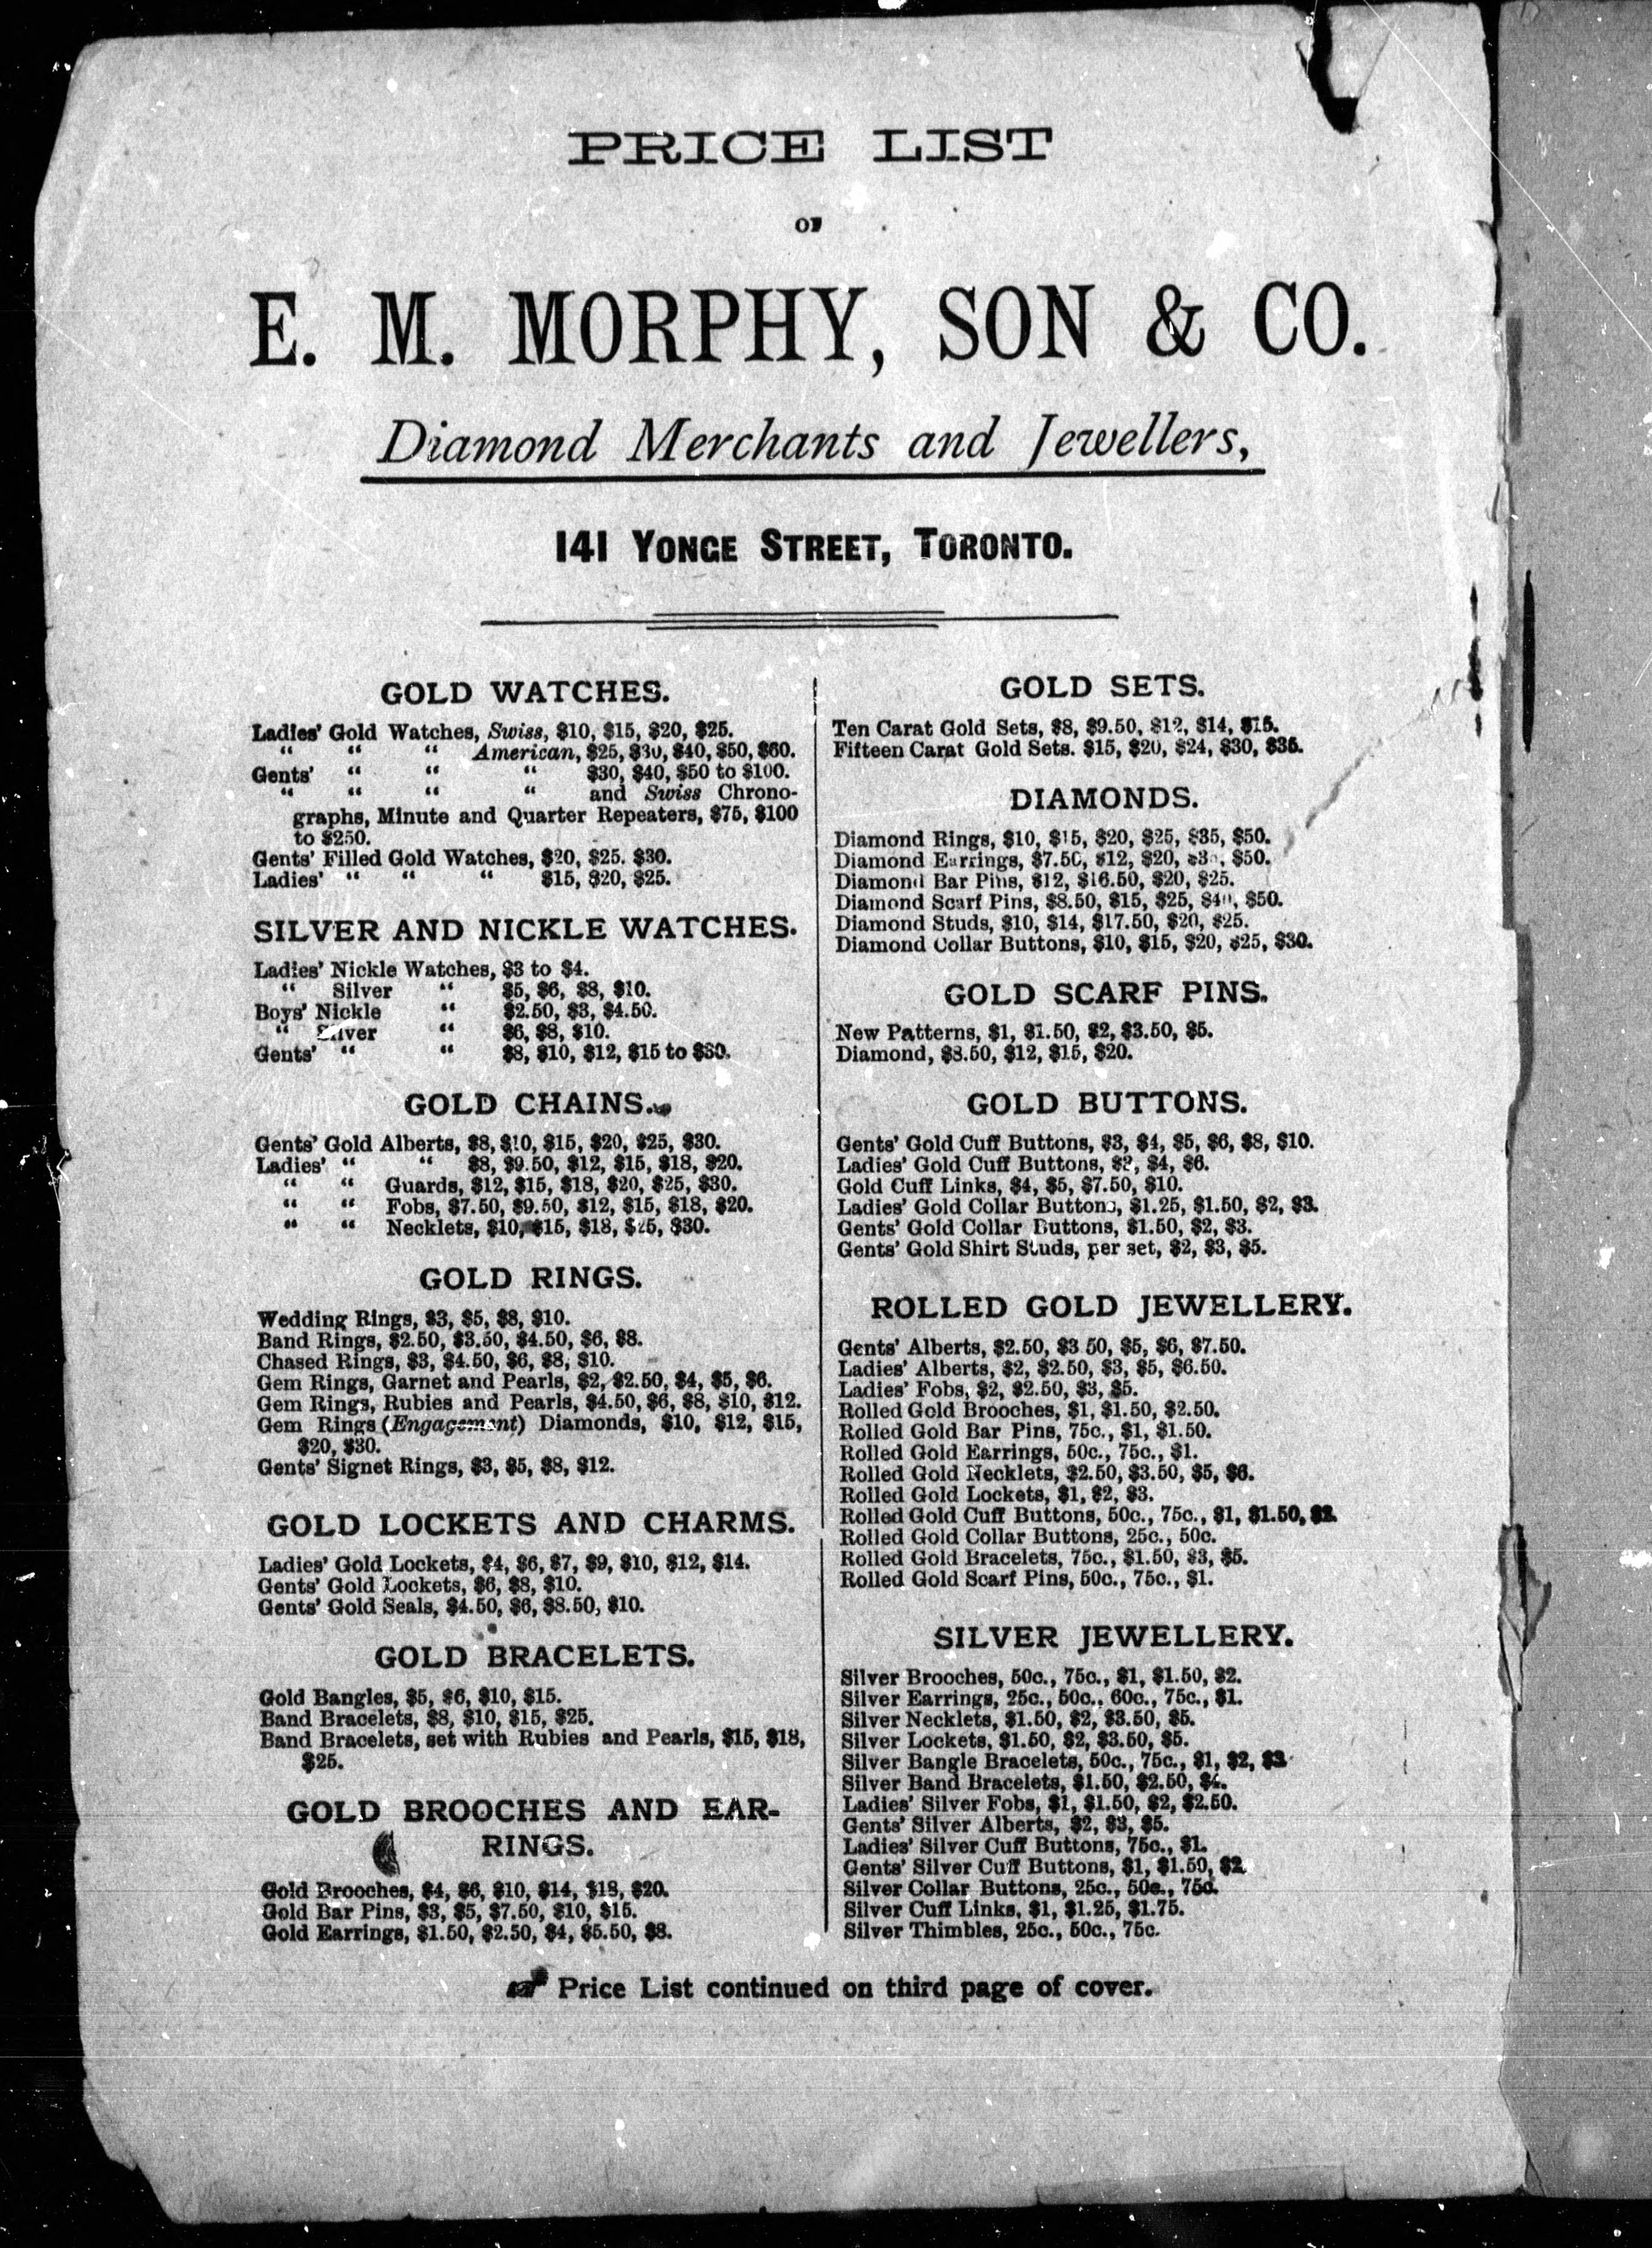 PRICE LIST
OF
E. M. MORPHY, SON & CO.
Diamond Merchants and Jewellers,
141 YONGE STREET, TORONTO.
GOLD WATCHES.
Ladies' Gold Watches, Swiss, $10, $15, $20, $25.
“ “ “ American, $25, $30, $40, $50, $60.
Gents' “ “ “ $30, $40, $50 to $100.
“ “ “ “ and Swiss Chrono-
graphs, Minute and Quarter Repeaters, $75, $100
to $250.
Gents' Filled Gold Watches, $20, $25. $30.
Ladies' “ “ “ $15, $20, $25.
SILVER AND NICKLE WATCHES.
Ladies' Nickle Watches, $3 to $4.
“ Silver “ $5, $6, $8, $10.
Boys' Nickle “ $2.50, $3, $4.50.
“ Silver “ $6, $8, $10.
Gents' “ “ $8, $10, $12, $15 to $30.
GOLD CHAINS.
Gents' Gold Alberts, $8, $10, $15, $20, $25, $30.
Ladies' “ “ $8, $9.50, $12, $15, $18, $20.
“ “ Guards, $12, $15, $18, $20, $25, $30.
“ “ Fobs, $7.50, $9.50, $12, $15, $18, $20.
“ “ Necklets, $10, $15, $18, $25, $30.
GOLD RINGS.
Wedding Rings, $3, $5, $8, $10.
Band Rings, $2.50, $3.50, $4.50, $6, $8.
Chased Rings, $3, $4.50, $6, $8, $10.
Gem Rings, Garnet and Pearls, $2, $2.50, $4, $5, $6.
Gem Rings, Rubies and Pearls, $4.50, $6, $8, $10, $12.
Gem Rings (Engagement) Diamonds, $10, $12, $15,
$20, $30.
Gents' Signet Rings, $3, $5, $8, $12.
GOLD LOCKETS AND CHARMS.
Ladies' Gold Lockets, $4, $6, $7, $9, $10, $12, $14.
Gents' Gold Lockets, $6, $8, $10.
Gents' Gold Seals, $4.50, $6, $8.50, $10.
GOLD BRACELETS.
Gold Bangles, $5, $6, $10, $15.
Band Bracelets, $8, $10, $15, $25.
Band Bracelets, set with Rubies and Pearls, $15, $18,
$25.
GOLD BROOCHES AND EAR-
RINGS.
Gold Brooches, $4, $6, $10, $14, $18, $20.
Gold Bar Pins, $3, $5, $7.50, $10, $15.
Gold Earrings, $1.50, $2.50, $4, $5.50, $8.
GOLD SETS.
Ten Carat Gold Sets, $8, $9.50, $12, $14, $15.
Fifteen Carat Gold Sets. $15, $20, $24, $30, $35.
DIAMONDS.
Diamond Rings, $10, $15, $20, $25, $35, $50.
Diamond Earrings, $7.50, $12, $20, $50.
Diamond Bar Pins, $12, $16.50, $20, $25.
Diamond Scarf Pins, $8.50, $15, $25, $40, $50.
Diamond Studs, $10, $14, $17.50, $20, $25.
Diamond Collar Buttons, $10, $15, $20, $25, $30.
GOLD SCARF PINS.
New Patterns, $1, $1.50, $2, $3.50, $5.
Diamond, $8.50, $12, $15, $20.
GOLD BUTTONS.
Gents' Gold Cuff Buttons, $3, $4, $5, $6, $8, $10.
Ladies' Gold Cuff Buttons, $4, $6.
Gold Cuff Links, $4, $5, $7.50, $10.
Ladies' Gold Collar Buttons, $1.25, $1.50, $2, $3.
Gents' Gold Collar Buttons, $1.50, $2, $3.
Gents' Gold Shirt Studs, per set, $2, $3, $5.
ROLLED GOLD JEWELLERY.
Gents' Alberts, $2.50, $3 50, $5, $6, $7.50.
Ladies' Alberts, $2, $2.50, $3, $5, $6.50.
Ladies' Fobs, $2, $2.50, $3, $5.
Rolled Gold Brooches, $1, $1.50, $2.50.
Rolled Gold Bar Pins, 75c., $1, $1.50.
Rolled Gold Earrings, 50c., 75c., $1.
Rolled Gold Necklets, $2.50, $3.50, $5, $6.
Rolled Gold Lockets, $1, $2, $3.
Rolled Gold Cuff Buttons, 50c., 75c., $1, $1.50, $2.
Rolled Gold Collar Buttons, 25c., 50c.
Rolled Gold Bracelets, 75c., $1.50, $3, $5.
Rolled Gold Scarf Pins, 50c., 75c., $1.
SILVER JEWELLERY.
Silver Brooches, 50c., 75c., $1, $1.50, $2.
Silver Earrings, 25c., 50c., 60c., 75c., $1.
Silver Necklets, $1.50, $2, $3.50, $5.
Silver Lockets, $1.50, $2, $3.50, $5.
Silver Bangle Bracelets, 50c., 75c., $1, $2, $3
Silver Band Bracelets, $1.50, $2.50, $4.
Ladies' Silver Fobs, $1, $1.50, $2, $2.50.
Gents' Silver Alberts, $2, $3, $5.
Ladies' Silver Cuff Buttons, 75c., $1.
Gents' Silver Cuff Buttons, $1, $1.50, $2.
Silver Collar Buttons, 25c., 50c., 75c.
Silver Cuff Links, $1, $1.25, $1.75.
Silver Thimbles, 25c., 50c., 75c.
☞ Price List continued on third page of cover.